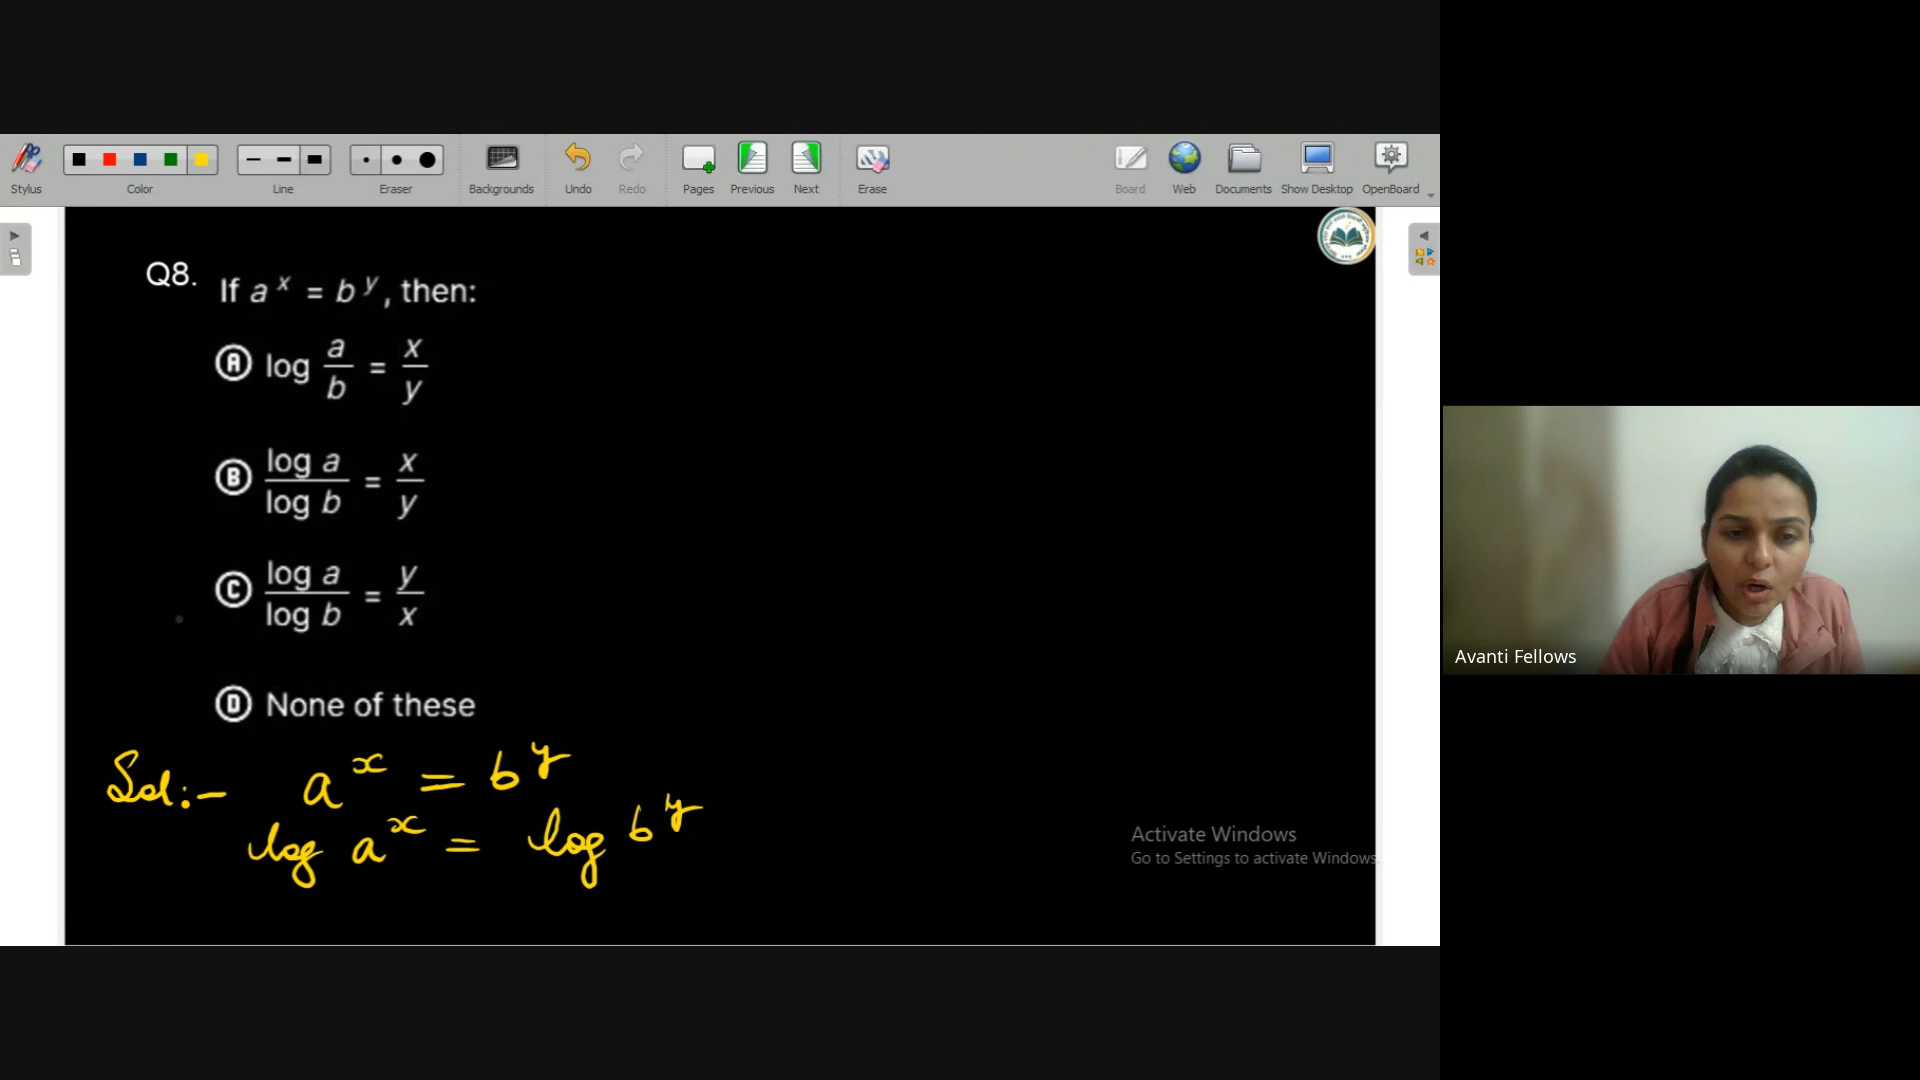 Stylus Color Line Eraser Backgrounds Undo Redo Pages Previous Next Erase Board Web Documents Show Desktop OpenBoard
Q8. If a^x = b^y, then:
A log a/b = x/y
B log a/log b = x/y
C log a/log b = y/x
D None of these
Sol:- a^x = b^y
log a^x = log b^y
Activate Windows
Go to Settings to activate Windows.
Avanti Fellows